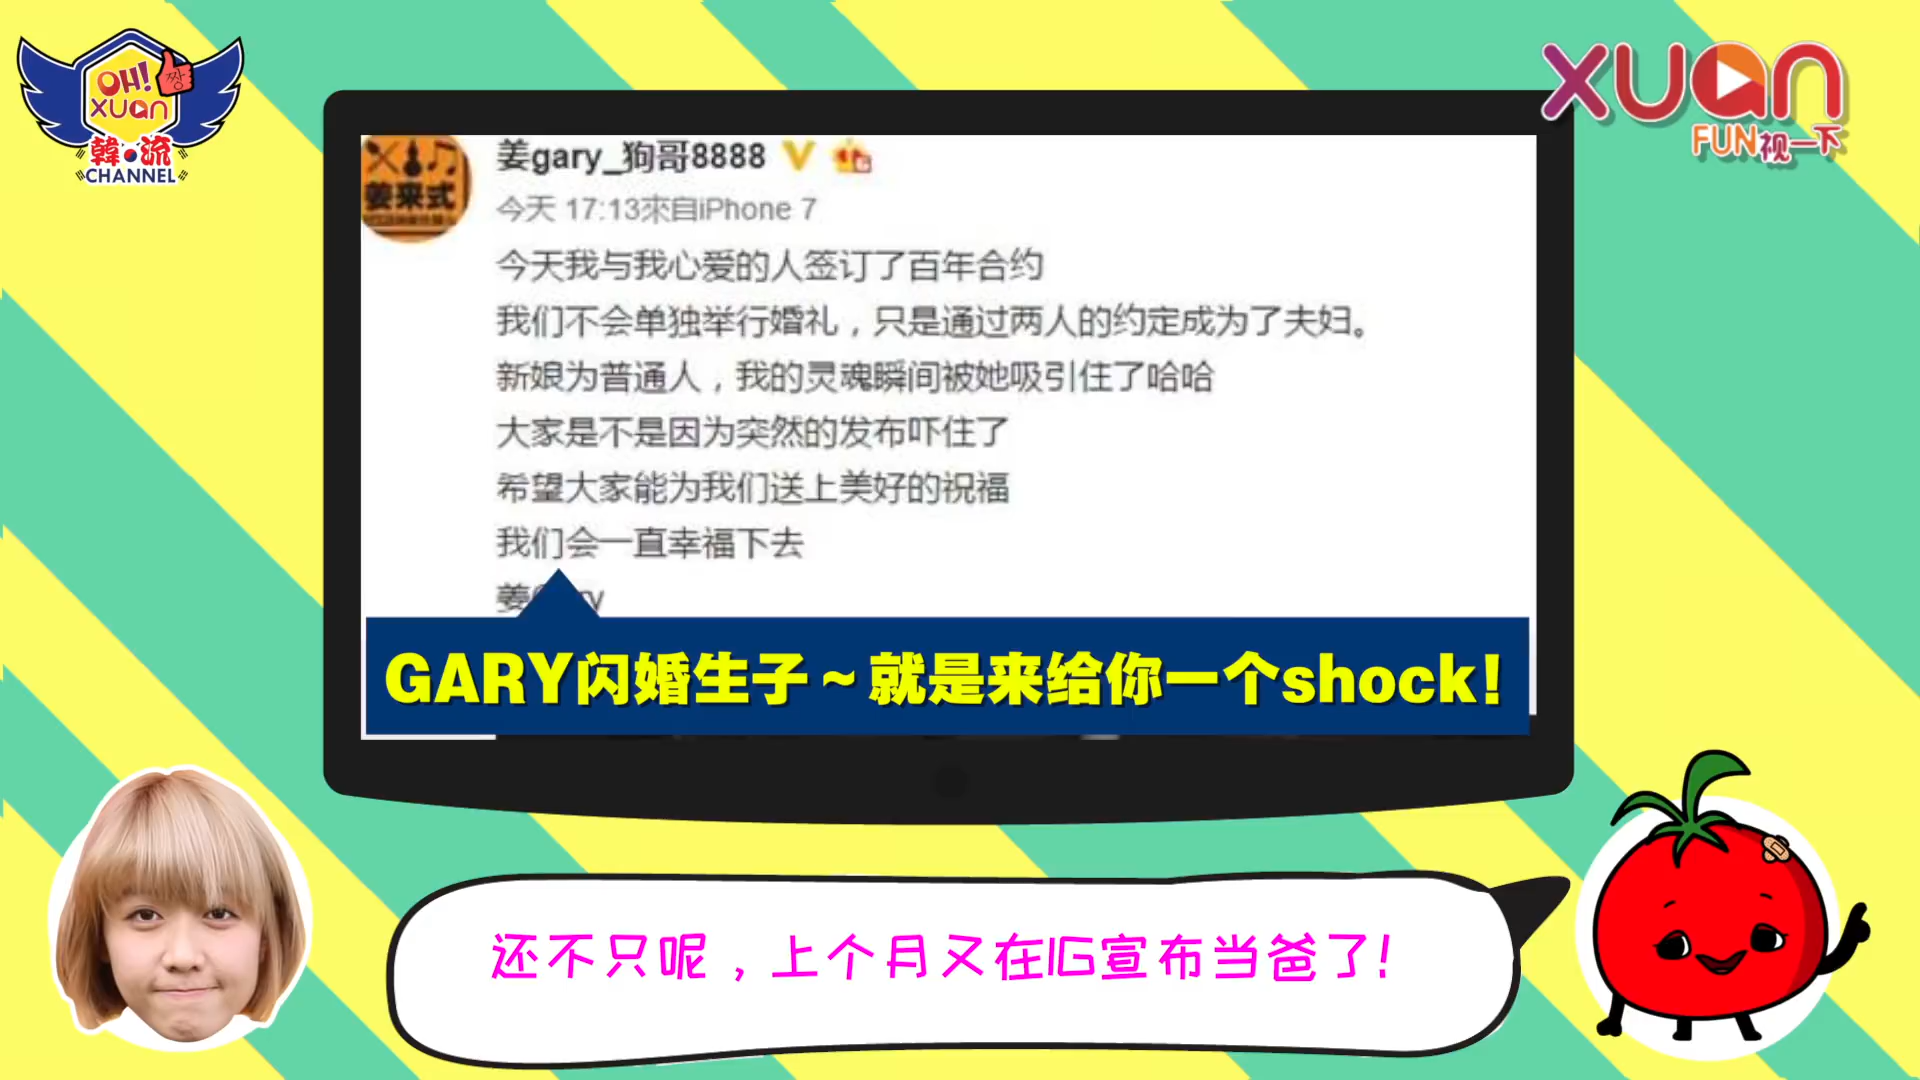 OH!
짱
xuan
韓流
CHANNEL
xuan
FUN视一下
姜来式
姜gary_狗哥8888
今天 17:13來自iPhone 7
今天我与我心爱的人签订了百年合约
我们不会单独举行婚礼，只是通过两人的约定成为了夫妇。
新娘为普通人，我的灵魂瞬间被她吸引住了哈哈
大家是不是因为突然的发布吓住了
希望大家能为我们送上美好的祝福
我们会一直幸福下去
GARY闪婚生子～就是来给你一个shock!
还不只呢，上个月又在IG宣布当爸了!